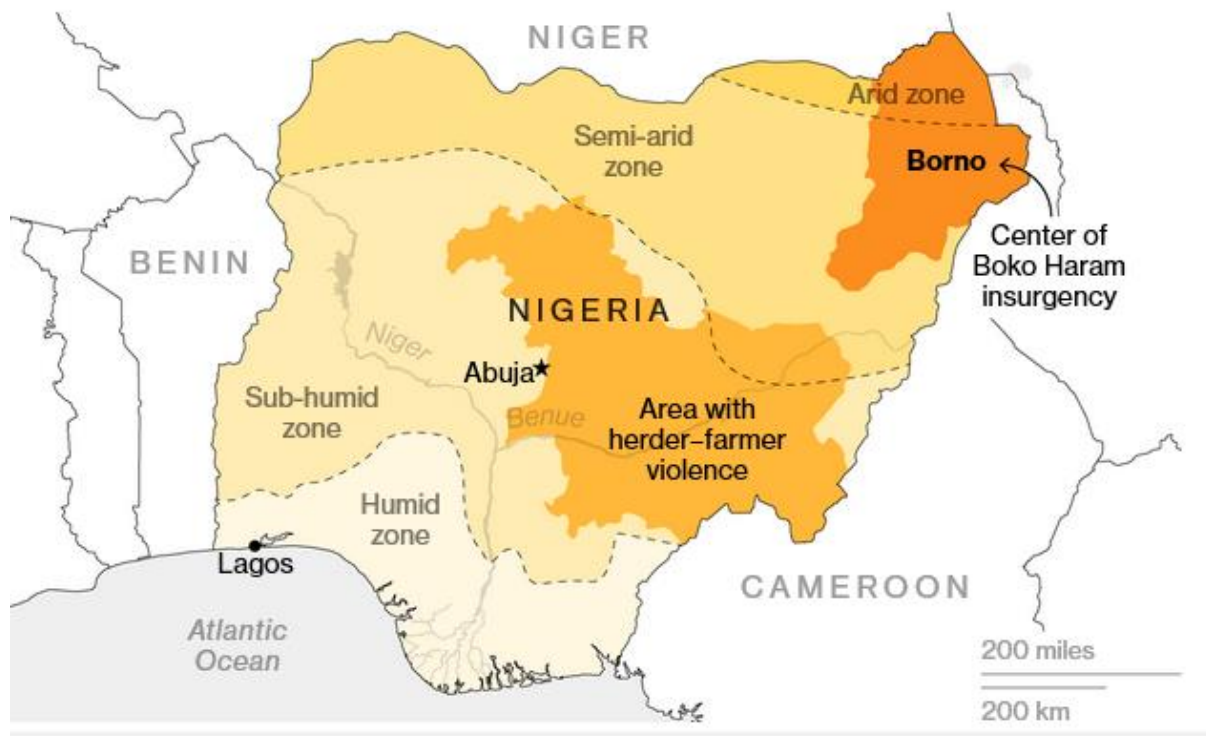 NIGER
Arid zone
Semi-arid
zone
Borno
Center of
Boko Haram
insurgency
BENIN
NIGERIA
Niger
Abuja
Sub-humid
zone
Benue
Area with
herder–farmer
violence
Humid
zone
Lagos
CAMEROON
Atlantic
Ocean
200 miles
200 km